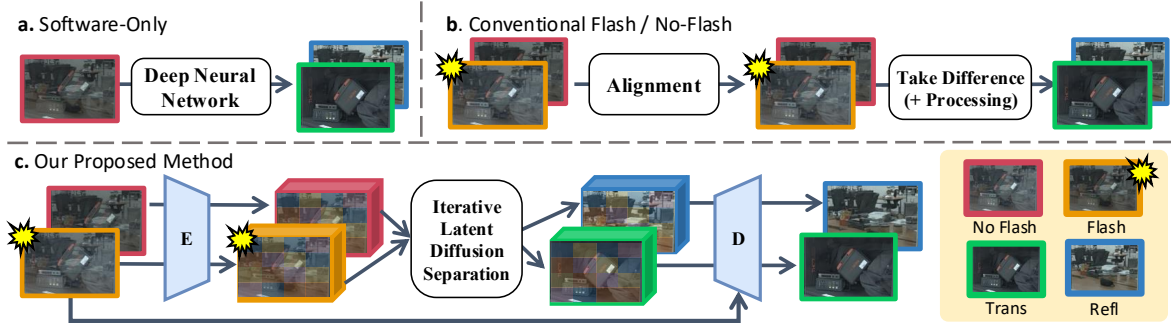 a. Software-Only
Deep Neural
Network
b. Conventional Flash / No-Flash
Alignment
Take Difference
(+ Processing)
c. Our Proposed Method
E
Iterative
Latent
Diffusion
Separation
D
No Flash
Flash
Trans
Refl